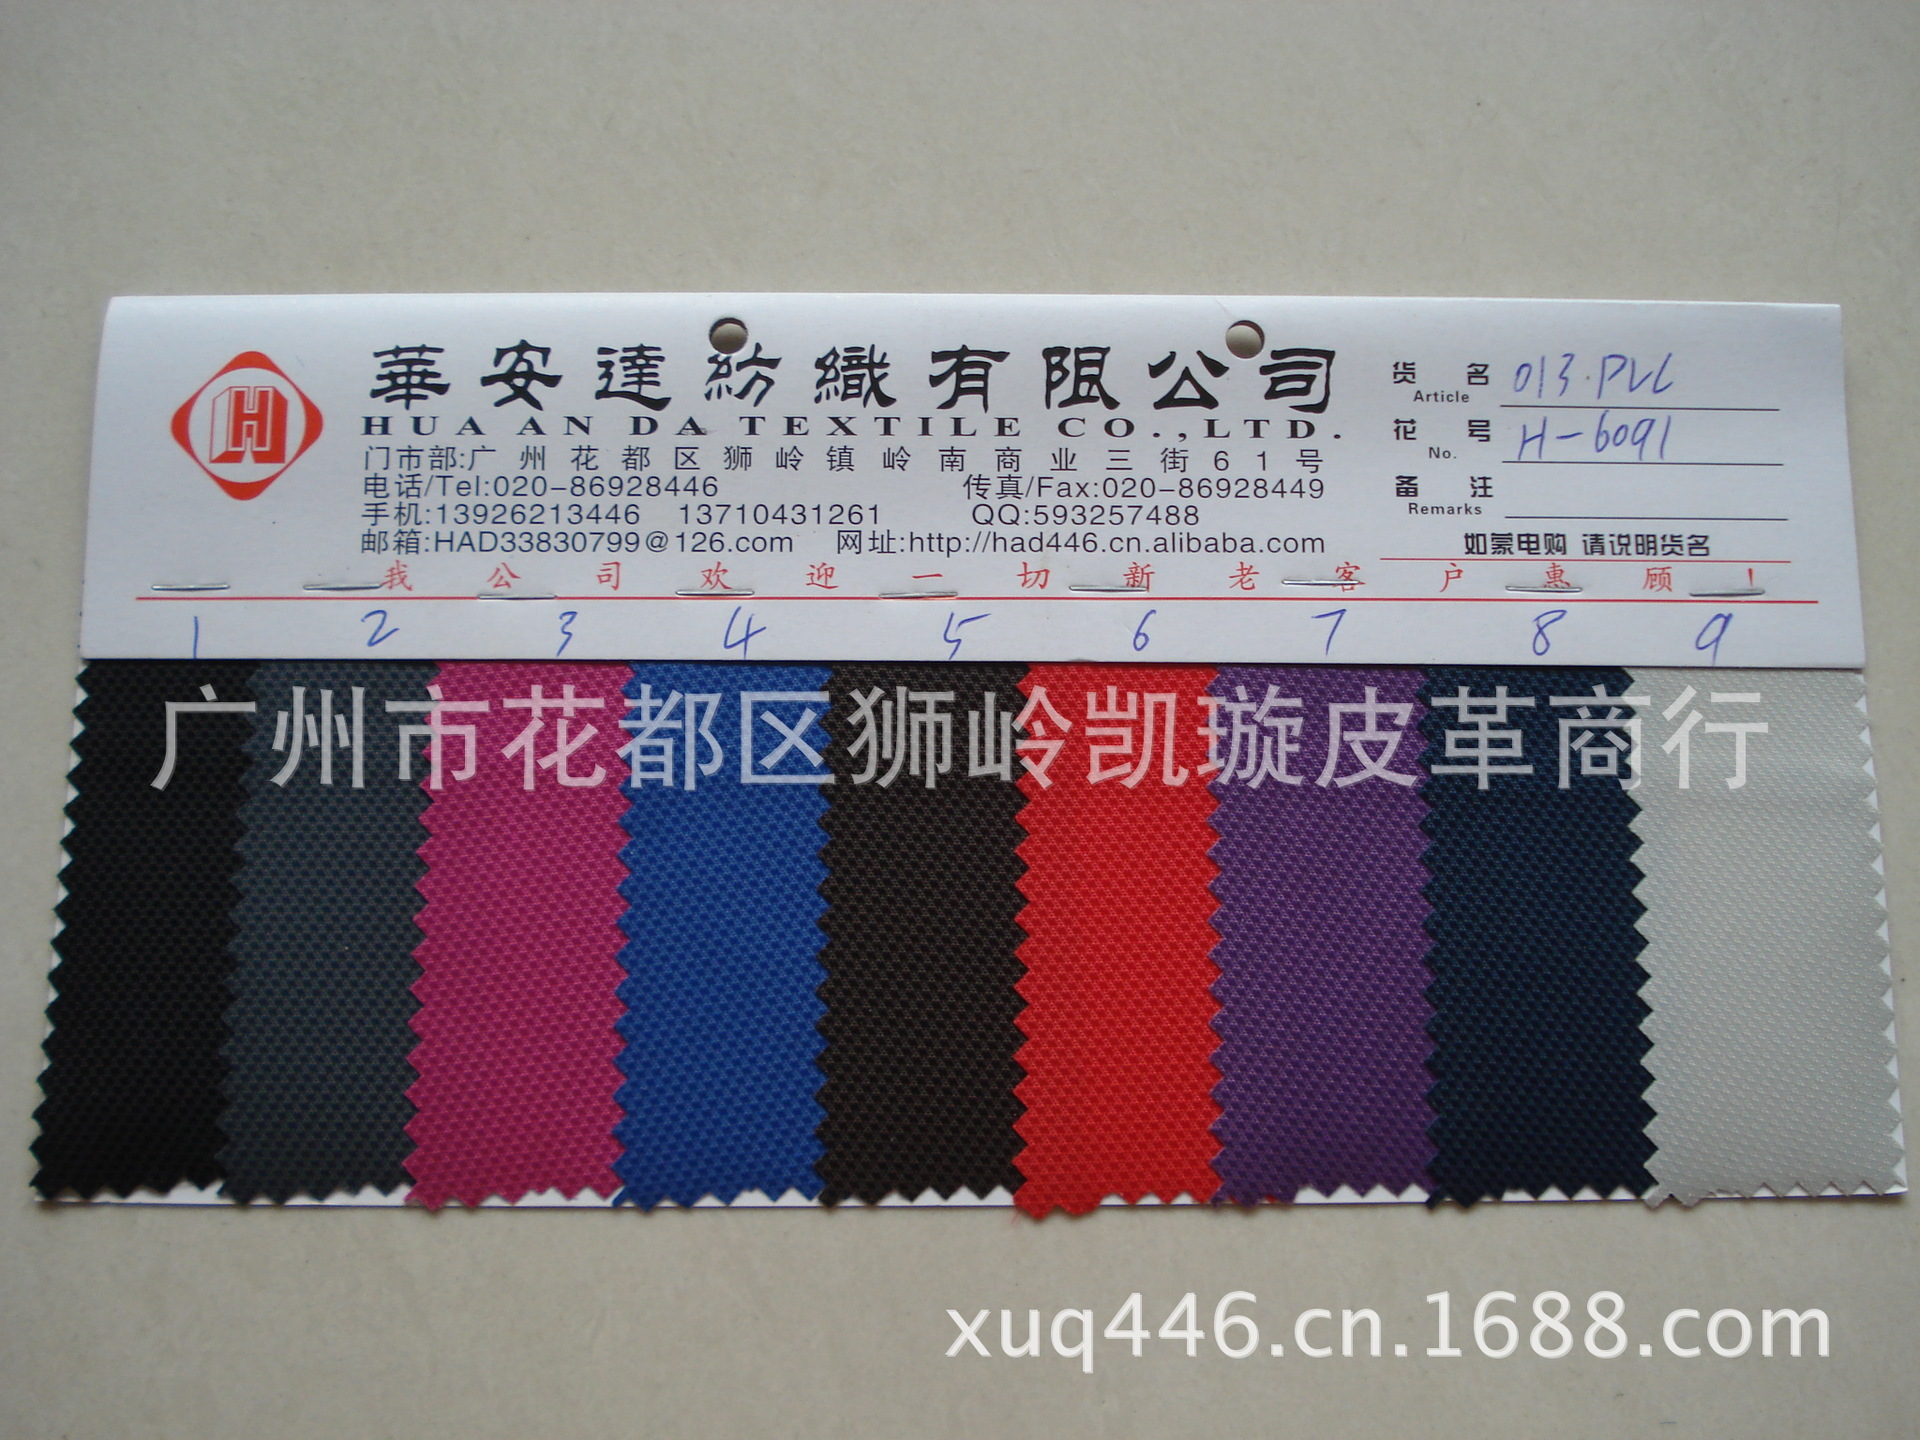 華安達紡織有限公司
HUA AN DA TEXTILE CO.,LTD.
门市部:广州花都区狮岭镇岭南商业三街61号
电话/Tel:020-86928446 传真/Fax:020-86928449
手机:13926213446 13710431261 QQ:593257488
邮箱:HAD33830799@126.com 网址:http://had446.cn.alibaba.com
货名 013.PVC
Article
花号 H-6091
No.
备注
Remarks
如蒙电购 请说明货名
我公司欢迎一切新老客户惠顾!
1 2 3 4 5 6 7 8 9
广州市花都区狮岭凯璇皮革商行
xuq446.cn.1688.com
H